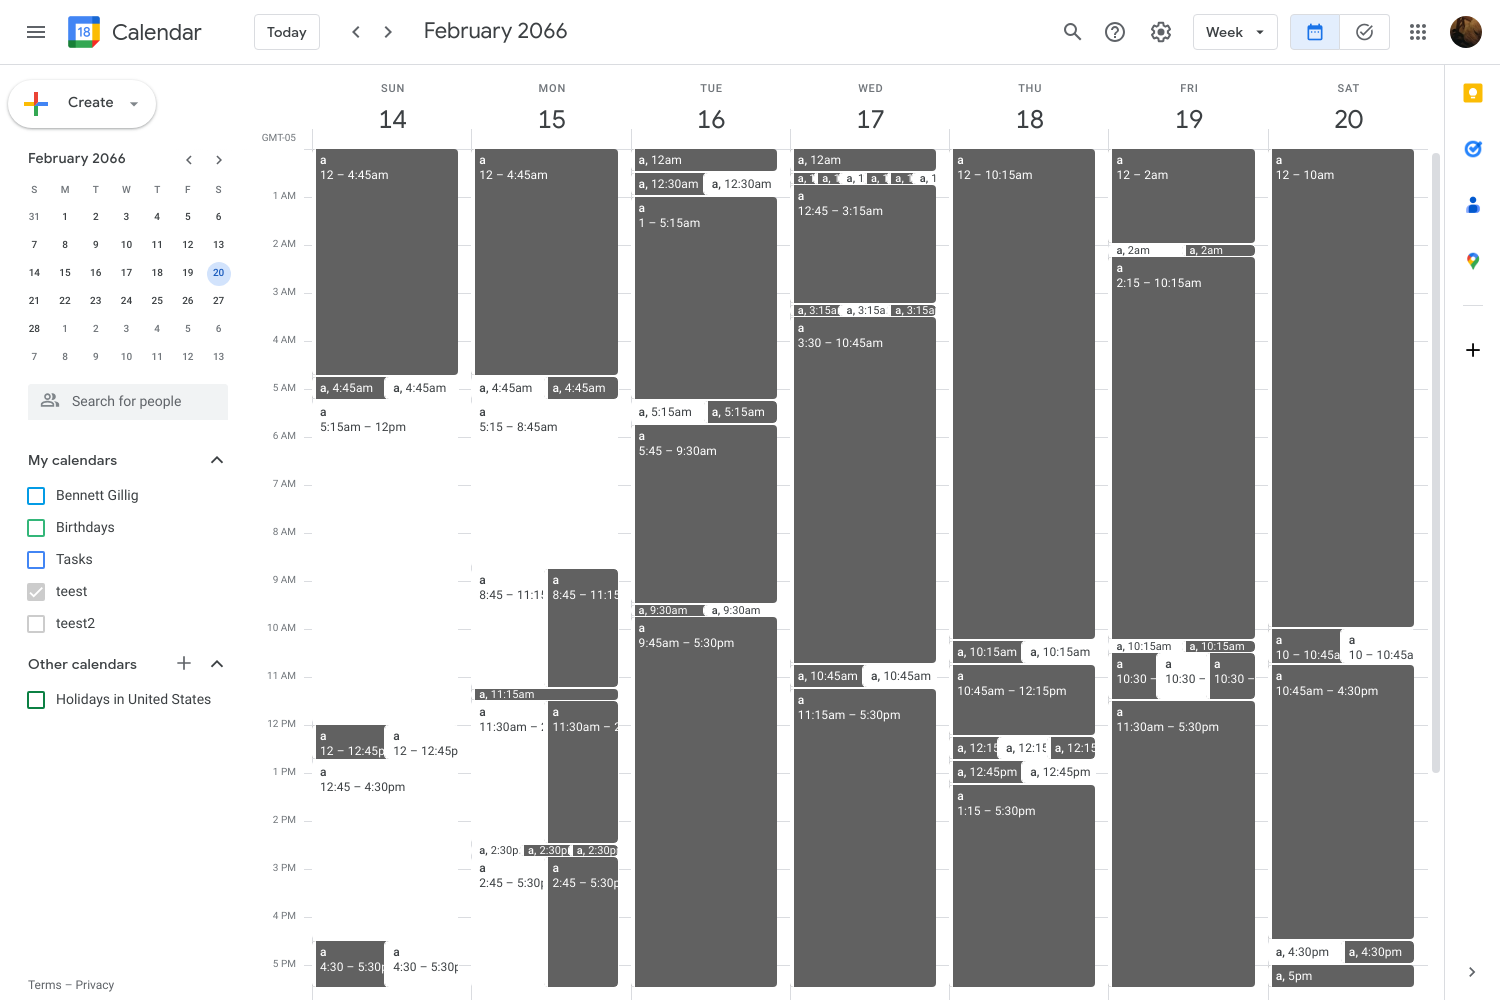 18 Calendar
Today
February 2066
Week
Create
February 2066
S M T W T F S
31 1 2 3 4 5 6
7 8 9 10 11 12 13
14 15 16 17 18 19 20
21 22 23 24 25 26 27
28 1 2 3 4 5 6
7 8 9 10 11 12 13
Search for people
My calendars
Bennett Gillig
Birthdays
Tasks
teest
teest2
Other calendars
Holidays in United States
Terms – Privacy
GMT-05
1 AM
2 AM
3 AM
4 AM
5 AM
6 AM
7 AM
8 AM
9 AM
10 AM
11 AM
12 PM
1 PM
2 PM
3 PM
4 PM
5 PM
SUN
14
a
12 – 4:45am
a, 4:45am
a, 4:45am
a
5:15am – 12pm
a
12 – 12:45p
a
12 – 12:45p
a
12:45 – 4:30pm
a
4:30 – 5:30p
a
4:30 – 5:30p
MON
15
a
12 – 4:45am
a, 4:45am
a, 4:45am
a
5:15 – 8:45am
a
8:45 – 11:15
a
8:45 – 11:15
a, 11:15am
a
11:30am – 2
a
11:30am – 2
a, 2:30p
a, 2:30p
a, 2:30p
a
2:45 – 5:30p
a
2:45 – 5:30p
TUE
16
a, 12am
a, 12:30am
a, 12:30am
a
1 – 5:15am
a, 5:15am
a, 5:15am
a
5:45 – 9:30am
a, 9:30am
a, 9:30am
a
9:45am – 5:30pm
WED
17
a, 12am
a, 1
a, 1
a, 1
a, 1
a, 1
a, 1
a
12:45 – 3:15am
a, 3:15a
a, 3:15a
a, 3:15a
a
3:30 – 10:45am
a, 10:45am
a, 10:45am
a
11:15am – 5:30pm
THU
18
a
12 – 10:15am
a, 10:15am
a, 10:15am
a
10:45am – 12:15pm
a, 12:15
a, 12:15
a, 12:15
a, 12:45pm
a, 12:45pm
a
1:15 – 5:30pm
FRI
19
a
12 – 2am
a, 2am
a, 2am
a
2:15 – 10:15am
a, 10:15am
a, 10:15am
a
10:30 –
a
10:30 –
a
10:30 –
a
11:30am – 5:30pm
SAT
20
a
12 – 10am
a
10 – 10:45a
a
10 – 10:45a
a
10:45am – 4:30pm
a, 4:30pm
a, 4:30pm
a, 5pm